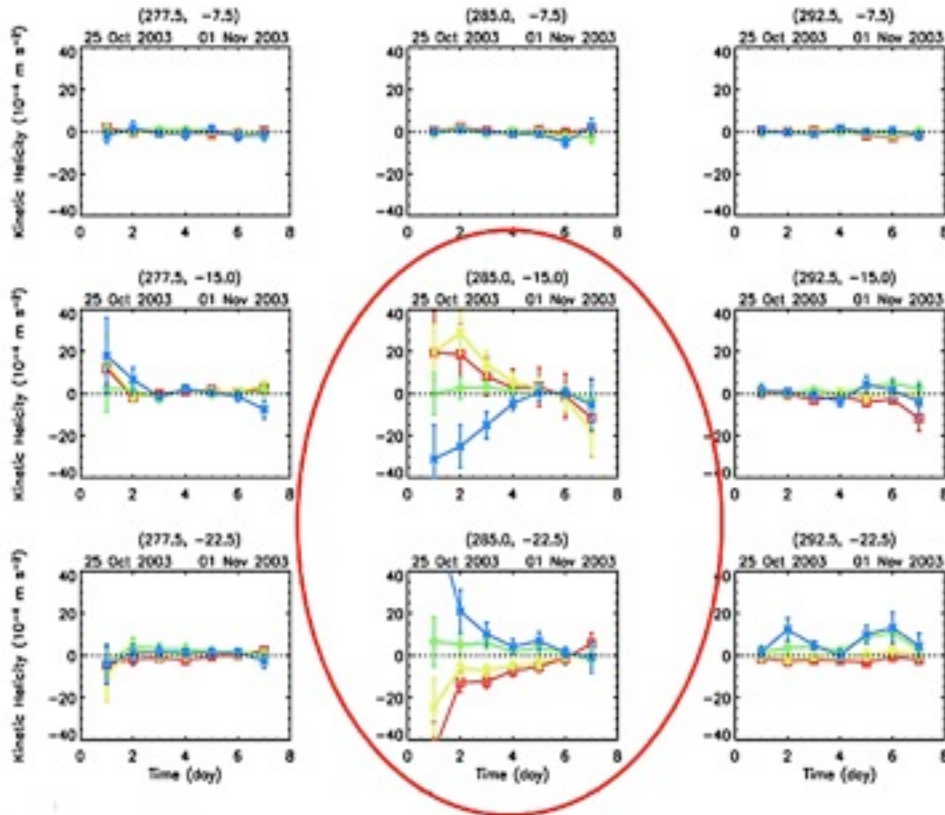 (277.5, -7.5) (285.0, -7.5) (292.5, -7.5)
25 Oct 2003 01 Nov 2003 25 Oct 2003 01 Nov 2003 25 Oct 2003 01 Nov 2003
Kinetic Helicity (10⁻⁴ m s⁻²)
40 40 40
20 20 20
0 0 0
-20 -20 -20
-40 -40 -40
0 2 4 6 8 0 2 4 6 8 0 2 4 6 8
(277.5, -15.0) (285.0, -15.0) (292.5, -15.0)
25 Oct 2003 01 Nov 2003 25 Oct 2003 01 Nov 2003 25 Oct 2003 01 Nov 2003
Kinetic Helicity (10⁻⁴ m s⁻²)
40 40 40
20 20 20
0 0 0
-20 -20 -20
-40 -40 -40
0 2 4 6 8 0 2 4 6 8 0 2 4 6 8
(277.5, -22.5) (285.0, -22.5) (292.5, -22.5)
25 Oct 2003 01 Nov 2003 25 Oct 2003 01 Nov 2003 25 Oct 2003 01 Nov 2003
Kinetic Helicity (10⁻⁴ m s⁻²)
40 40 40
20 20 20
0 0 0
-20 -20 -20
-40 -40 -40
0 2 4 6 8 0 2 4 6 8 0 2 4 6 8
Time (day) Time (day) Time (day)